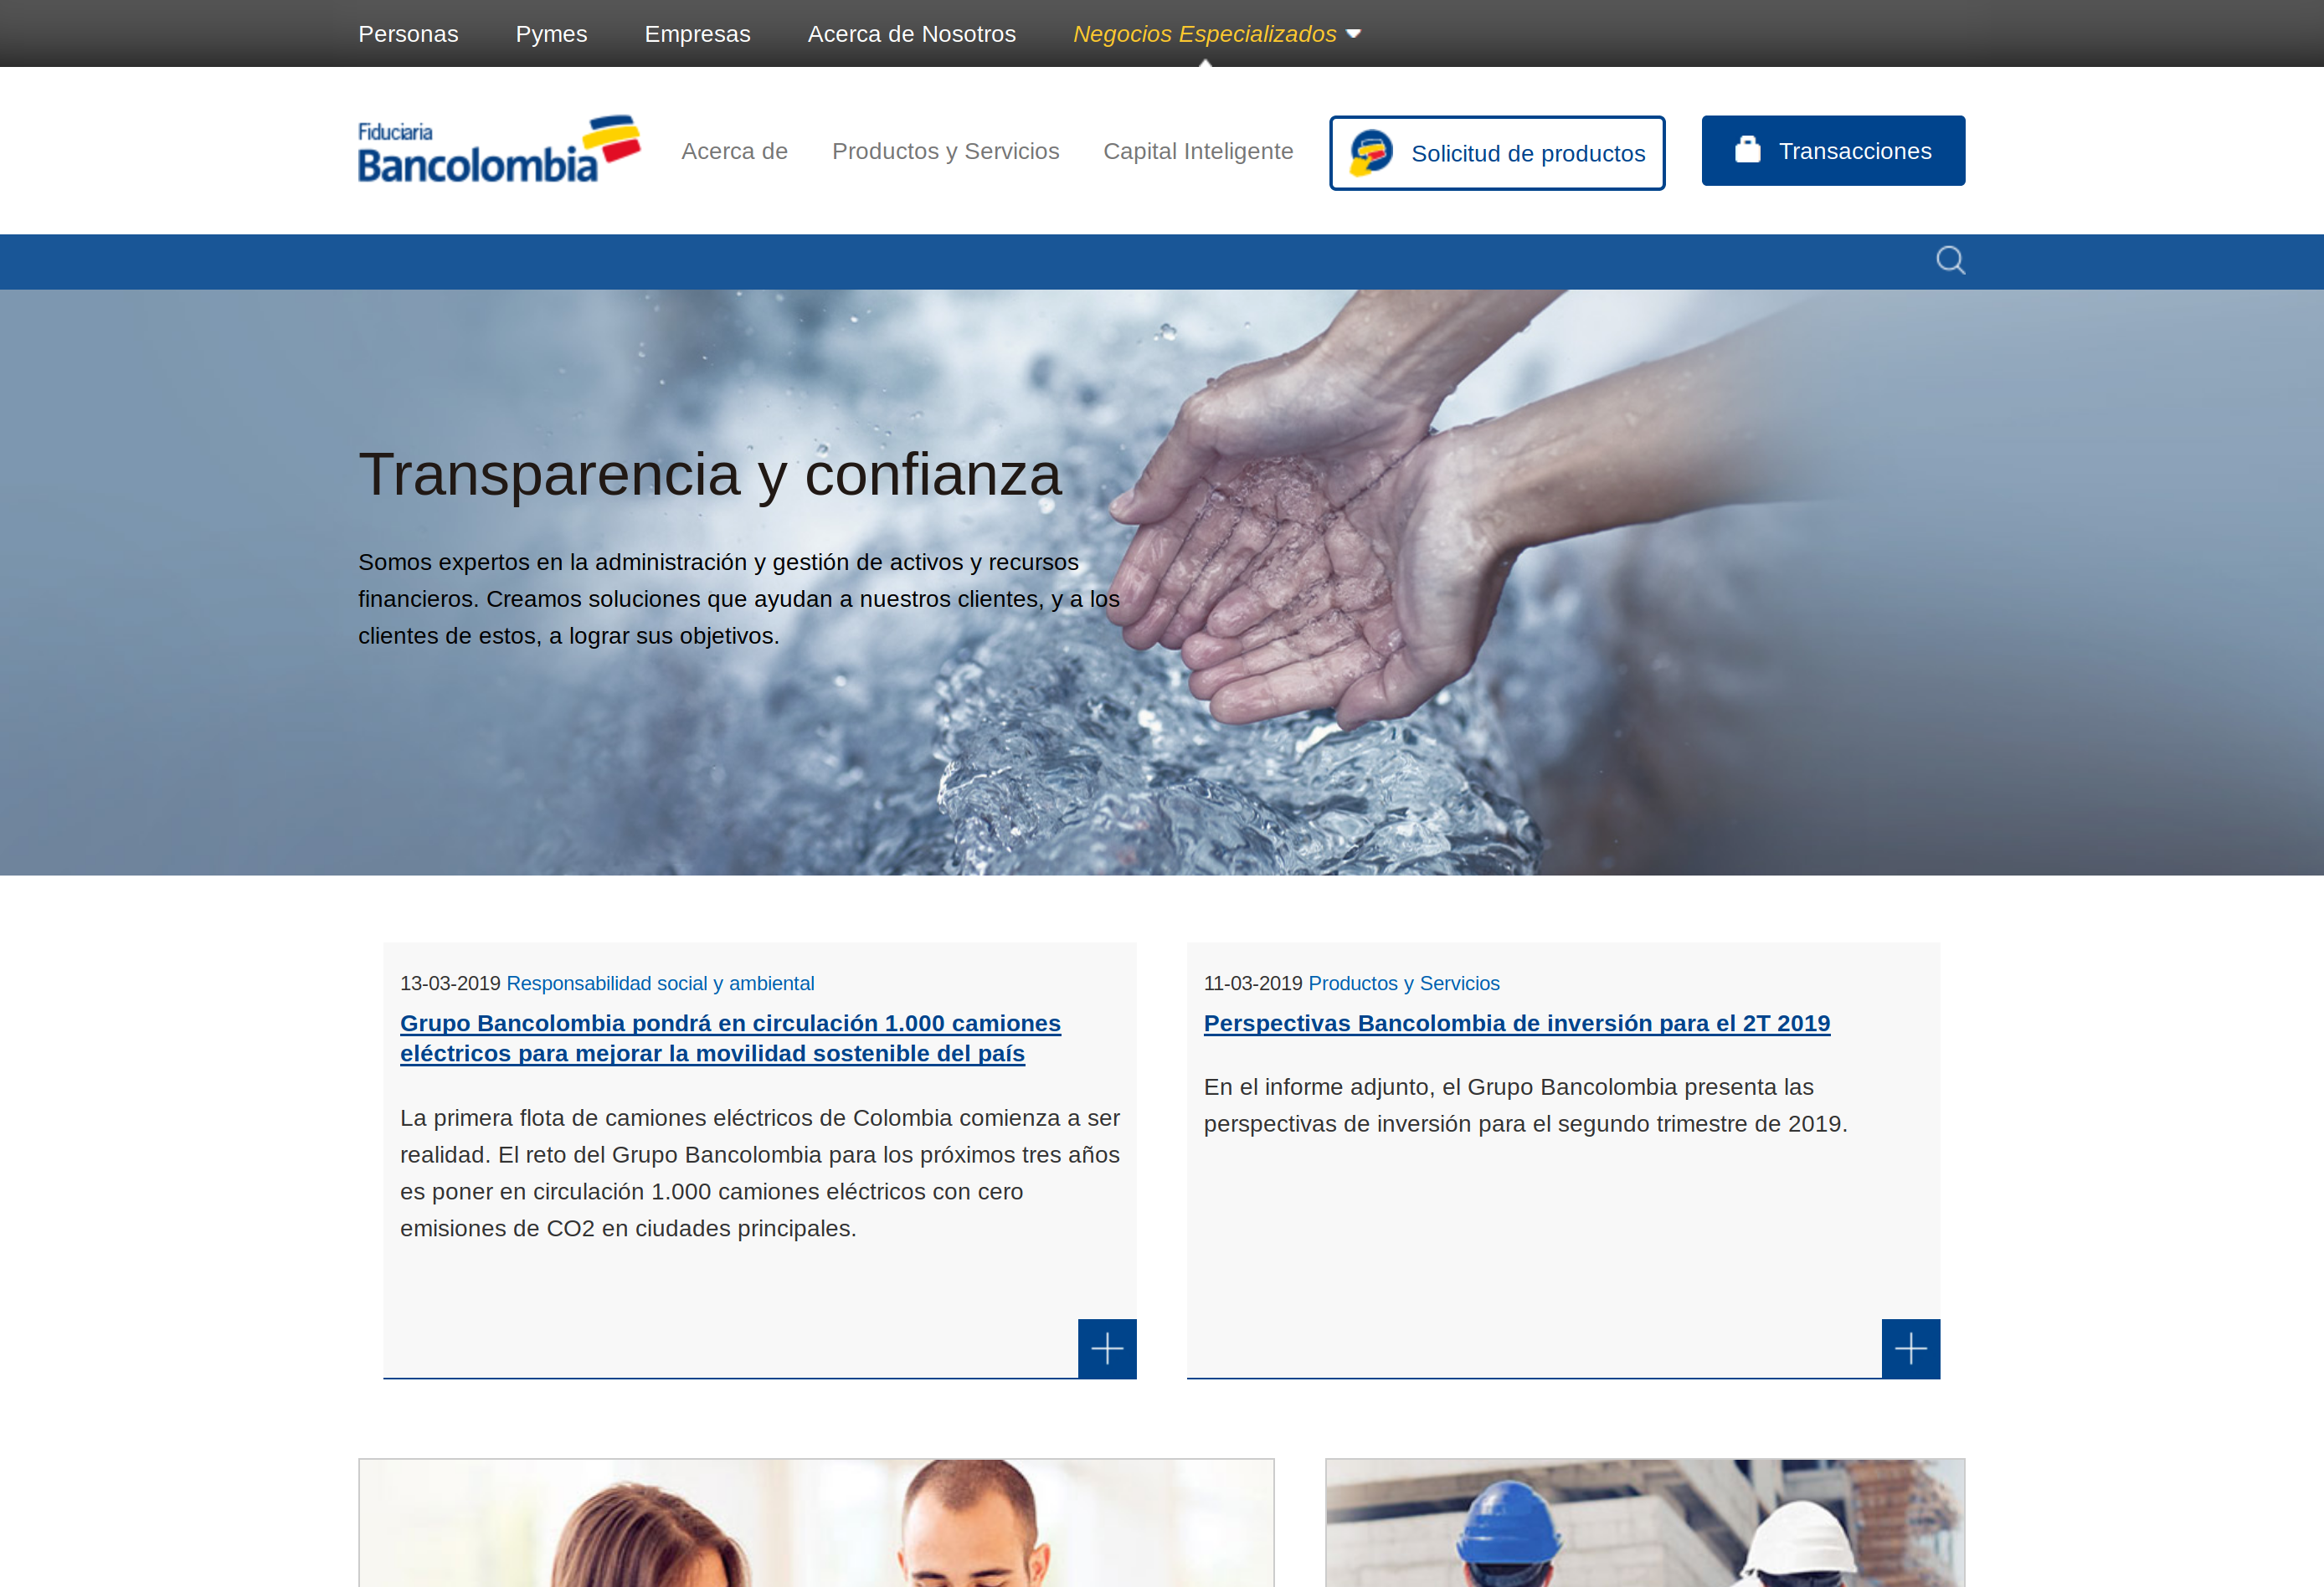 Personas Pymes Empresas Acerca de Nosotros Negocios Especializados
Fiduciaria
Bancolombia
Acerca de Productos y Servicios Capital Inteligente Solicitud de productos Transacciones
Transparencia y confianza
Somos expertos en la administración y gestión de activos y recursos
financieros. Creamos soluciones que ayudan a nuestros clientes, y a los
clientes de estos, a lograr sus objetivos.
13-03-2019 Responsabilidad social y ambiental
Grupo Bancolombia pondrá en circulación 1.000 camiones
eléctricos para mejorar la movilidad sostenible del país
La primera flota de camiones eléctricos de Colombia comienza a ser
realidad. El reto del Grupo Bancolombia para los próximos tres años
es poner en circulación 1.000 camiones eléctricos con cero
emisiones de CO2 en ciudades principales.
11-03-2019 Productos y Servicios
Perspectivas Bancolombia de inversión para el 2T 2019
En el informe adjunto, el Grupo Bancolombia presenta las
perspectivas de inversión para el segundo trimestre de 2019.